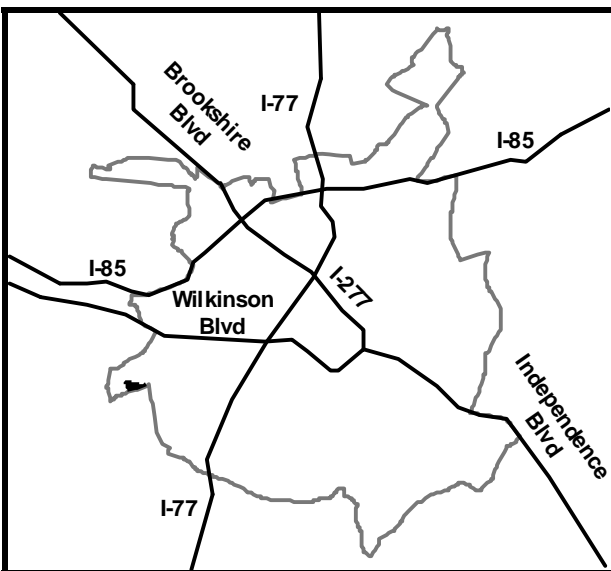 Brookshire
Blvd
I-77
I-85
I-85
I-277
Wilkinson
Blvd
Independence
Blvd
I-77